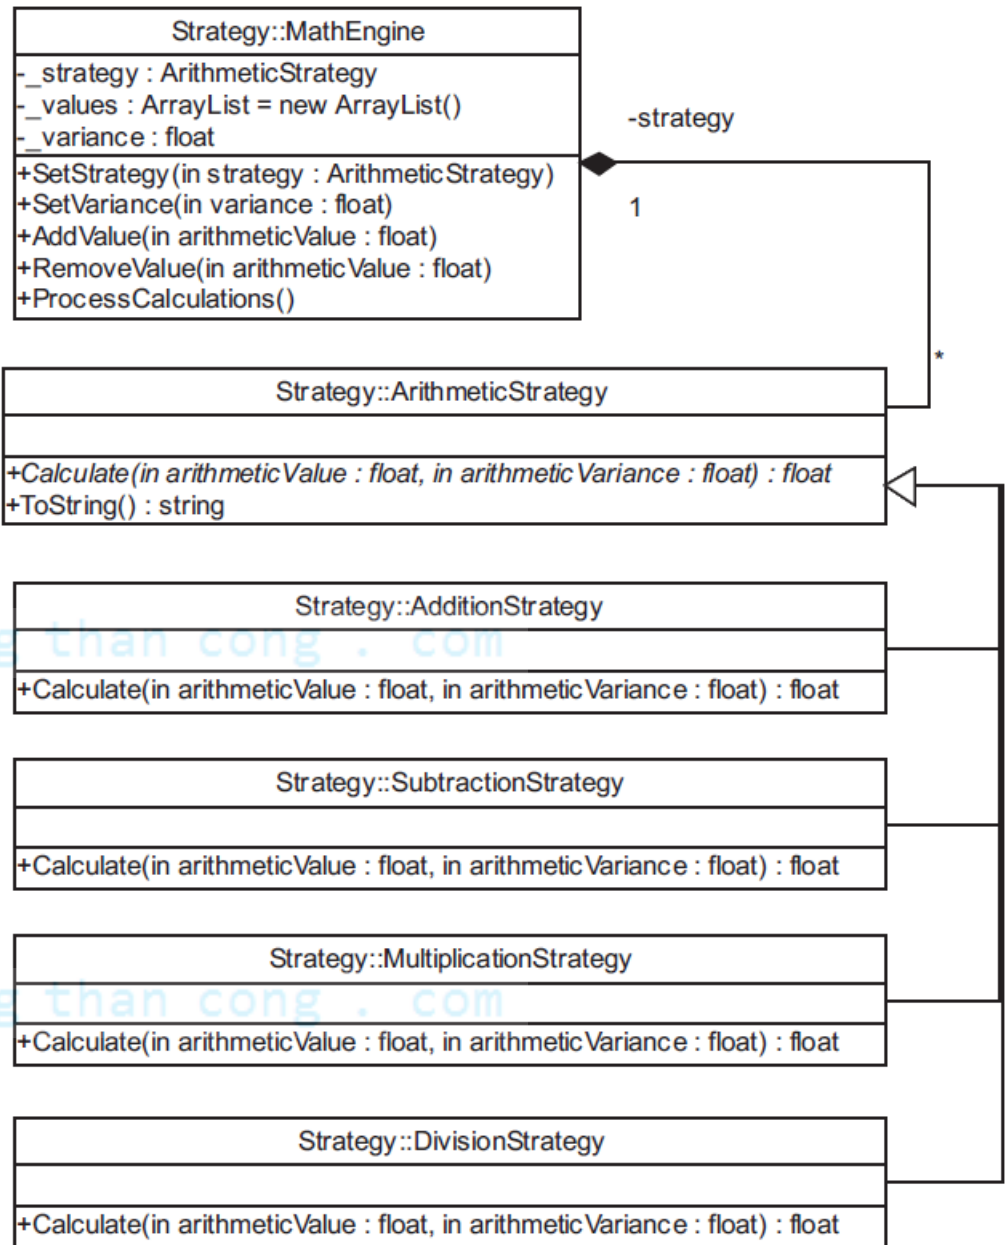 Strategy::MathEngine
-_strategy : ArithmeticStrategy
-_values : ArrayList = new ArrayList()
-_variance : float
+SetStrategy(in strategy : ArithmeticStrategy)
+SetVariance(in variance : float)
+AddValue(in arithmeticValue : float)
+RemoveValue(in arithmeticValue : float)
+ProcessCalculations()
-strategy
1
*
Strategy::ArithmeticStrategy
+Calculate(in arithmeticValue : float, in arithmeticVariance : float) : float
+ToString() : string
Strategy::AdditionStrategy
than cong . com
+Calculate(in arithmeticValue : float, in arithmeticVariance : float) : float
Strategy::SubtractionStrategy
+Calculate(in arithmeticValue : float, in arithmeticVariance : float) : float
Strategy::MultiplicationStrategy
than cong . com
+Calculate(in arithmeticValue : float, in arithmeticVariance : float) : float
Strategy::DivisionStrategy
+Calculate(in arithmeticValue : float, in arithmeticVariance : float) : float